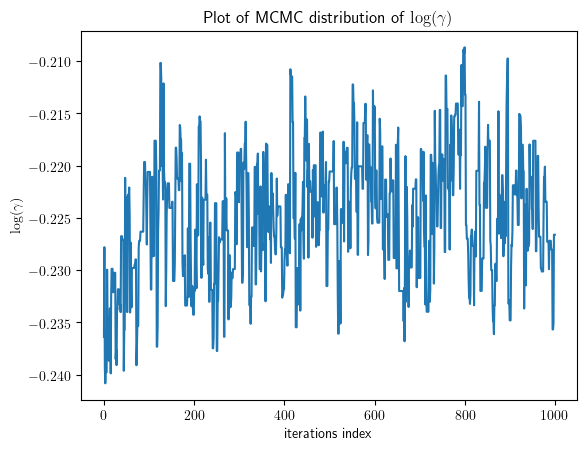 Plot of MCMC distribution of log(γ)
−0.210
−0.215
−0.220
−0.225
−0.230
−0.235
−0.240
log(γ)
0 200 400 600 800 1000
iterations index